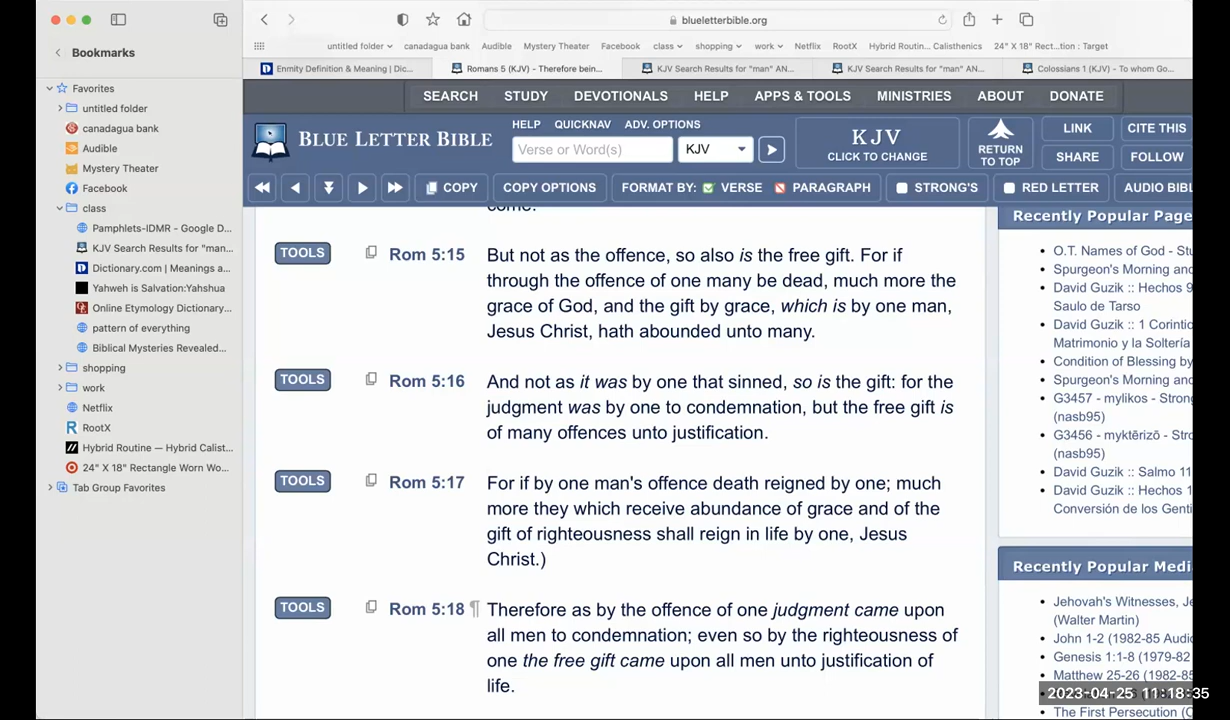 blueletterbible.org
Bookmarks
untitled folder canadagua bank Audible Mystery Theater Facebook class shopping work Netflix RootX Hybrid Routin... Calisthenics 24" X 18" Rect...tion : Target
Enmity Definition & Meaning | Dic... Romans 5 (KJV) - Therefore bein... KJV Search Results for "man" AN... KJV Search Results for "man" AN... Colossians 1 (KJV) - To whom Go...
Favorites
untitled folder
canadagua bank
Audible
Mystery Theater
Facebook
class
Pamphlets-IDMR - Google D...
KJV Search Results for "man"...
Dictionary.com | Meanings a...
Yahweh is Salvation:Yahshua
Online Etymology Dictionary...
pattern of everything
Biblical Mysteries Revealed...
shopping
work
Netflix
RootX
Hybrid Routine — Hybrid Calist...
24" X 18" Rectangle Worn Wo...
Tab Group Favorites
SEARCH STUDY DEVOTIONALS HELP APPS & TOOLS MINISTRIES ABOUT DONATE
BLUE LETTER BIBLE
HELP QUICKNAV ADV. OPTIONS
Verse or Word(s) KJV
KJV
CLICK TO CHANGE
RETURN
TO TOP
LINK CITE THIS
SHARE FOLLOW
COPY COPY OPTIONS FORMAT BY: VERSE PARAGRAPH STRONG'S RED LETTER AUDIO BIBL
come.
TOOLS Rom 5:15 But not as the offence, so also is the free gift. For if
through the offence of one many be dead, much more the
grace of God, and the gift by grace, which is by one man,
Jesus Christ, hath abounded unto many.
TOOLS Rom 5:16 And not as it was by one that sinned, so is the gift: for the
judgment was by one to condemnation, but the free gift is
of many offences unto justification.
TOOLS Rom 5:17 For if by one man's offence death reigned by one; much
more they which receive abundance of grace and of the
gift of righteousness shall reign in life by one, Jesus
Christ.)
TOOLS Rom 5:18 ¶ Therefore as by the offence of one judgment came upon
all men to condemnation; even so by the righteousness of
one the free gift came upon all men unto justification of
life.
Recently Popular Page
O.T. Names of God - Stu
Spurgeon's Morning and
David Guzik :: Hechos 9
Saulo de Tarso
David Guzik :: 1 Corintio
Matrimonio y la Soltería
Condition of Blessing by
Spurgeon's Morning and
G3457 - mylikos - Strong
(nasb95)
G3456 - myktērizō - Stro
(nasb95)
David Guzik :: Salmo 11
David Guzik :: Hechos 1
Conversión de los Genti
Recently Popular Media
Jehovah's Witnesses, Je
(Walter Martin)
John 1-2 (1982-85 Audio
Genesis 1:1-8 (1979-82
Matthew 25-26 (1982-85
The First Persecution (C
2023-04-25 11:18:35